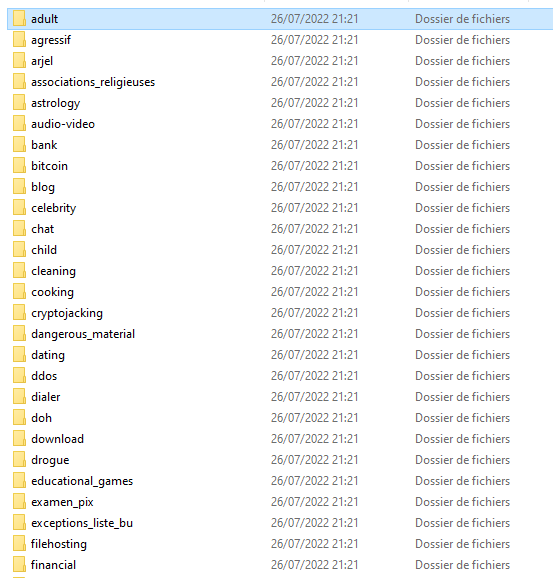 adult 26/07/2022 21:21 Dossier de fichiers
agressif 26/07/2022 21:21 Dossier de fichiers
arjel 26/07/2022 21:21 Dossier de fichiers
associations_religieuses 26/07/2022 21:21 Dossier de fichiers
astrology 26/07/2022 21:21 Dossier de fichiers
audio-video 26/07/2022 21:21 Dossier de fichiers
bank 26/07/2022 21:21 Dossier de fichiers
bitcoin 26/07/2022 21:21 Dossier de fichiers
blog 26/07/2022 21:21 Dossier de fichiers
celebrity 26/07/2022 21:21 Dossier de fichiers
chat 26/07/2022 21:21 Dossier de fichiers
child 26/07/2022 21:21 Dossier de fichiers
cleaning 26/07/2022 21:21 Dossier de fichiers
cooking 26/07/2022 21:21 Dossier de fichiers
cryptojacking 26/07/2022 21:21 Dossier de fichiers
dangerous_material 26/07/2022 21:21 Dossier de fichiers
dating 26/07/2022 21:21 Dossier de fichiers
ddos 26/07/2022 21:21 Dossier de fichiers
dialer 26/07/2022 21:21 Dossier de fichiers
doh 26/07/2022 21:21 Dossier de fichiers
download 26/07/2022 21:21 Dossier de fichiers
drogue 26/07/2022 21:21 Dossier de fichiers
educational_games 26/07/2022 21:21 Dossier de fichiers
examen_pix 26/07/2022 21:21 Dossier de fichiers
exceptions_liste_bu 26/07/2022 21:21 Dossier de fichiers
filehosting 26/07/2022 21:21 Dossier de fichiers
financial 26/07/2022 21:21 Dossier de fichiers